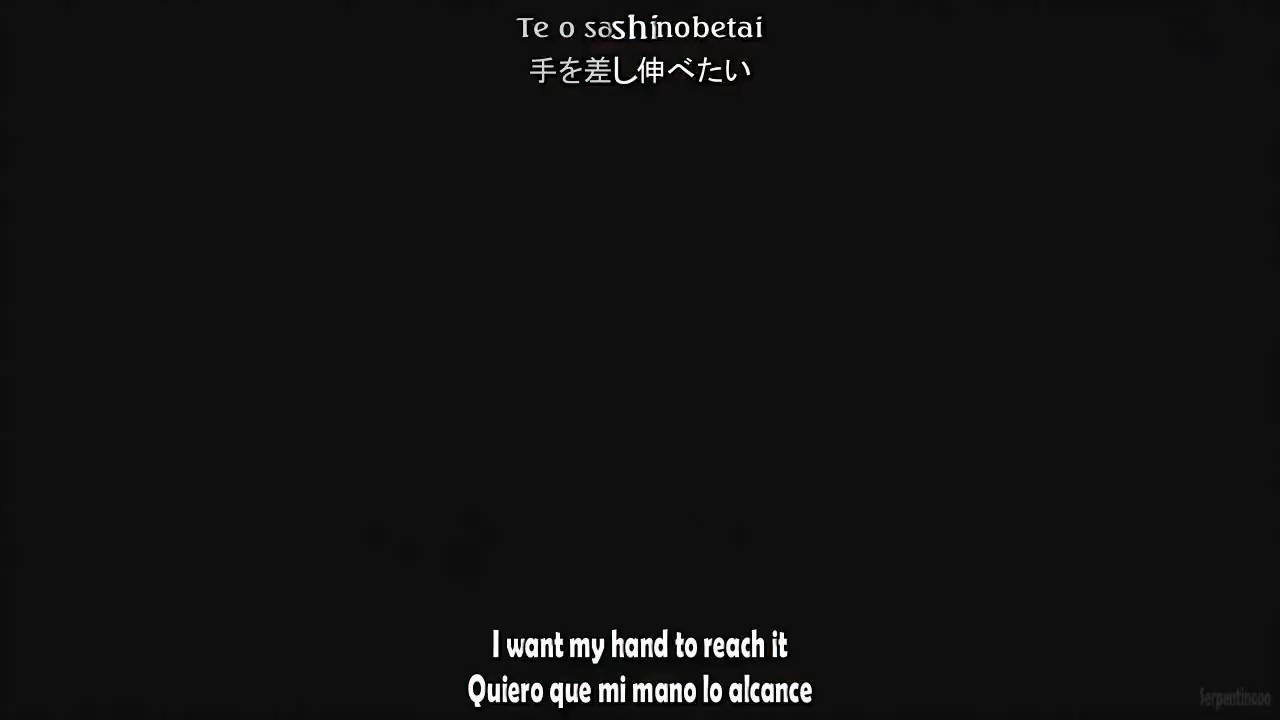 Te o sashinobetai
手を差し伸べたい
I want my hand to reach it
Quiero que mi mano lo alcance
Serpentinooo